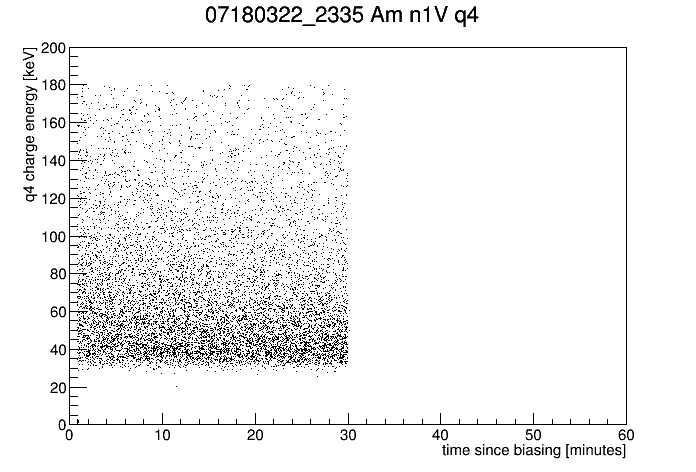 07180322_2335 Am n1V q4
q4 charge energy [keV]
200
180
160
140
120
100
80
60
40
20
0
0 10 20 30 40 50 60
time since biasing [minutes]